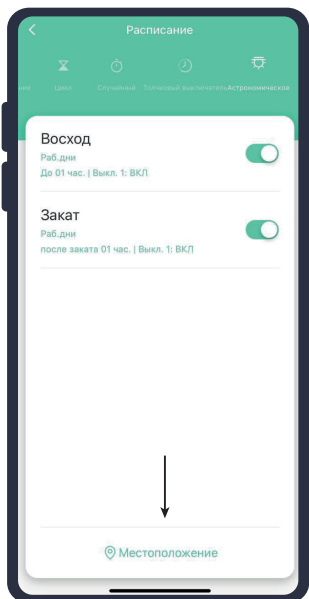 Расписание
Цикл
Случайный
Толчковый выключатель
Астрономическое
Восход
Раб.дни
До 01 час. | Выкл. 1: ВКЛ
Закат
Раб.дни
после заката 01 час. | Выкл. 1: ВКЛ
Местоположение